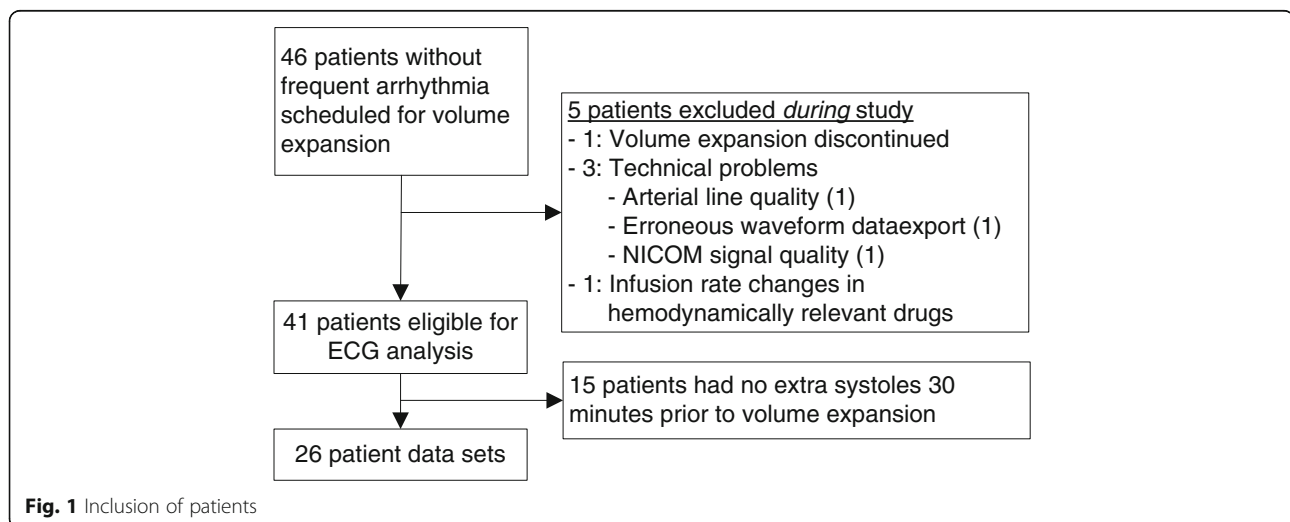 46 patients without
frequent arrhythmia
scheduled for volume
expansion
5 patients excluded during study
- 1: Volume expansion discontinued
- 3: Technical problems
- Arterial line quality (1)
- Erroneous waveform dataexport (1)
- NICOM signal quality (1)
- 1: Infusion rate changes in
hemodynamically relevant drugs
41 patients eligible for
ECG analysis
15 patients had no extra systoles 30
minutes prior to volume expansion
26 patient data sets
Fig. 1 Inclusion of patients